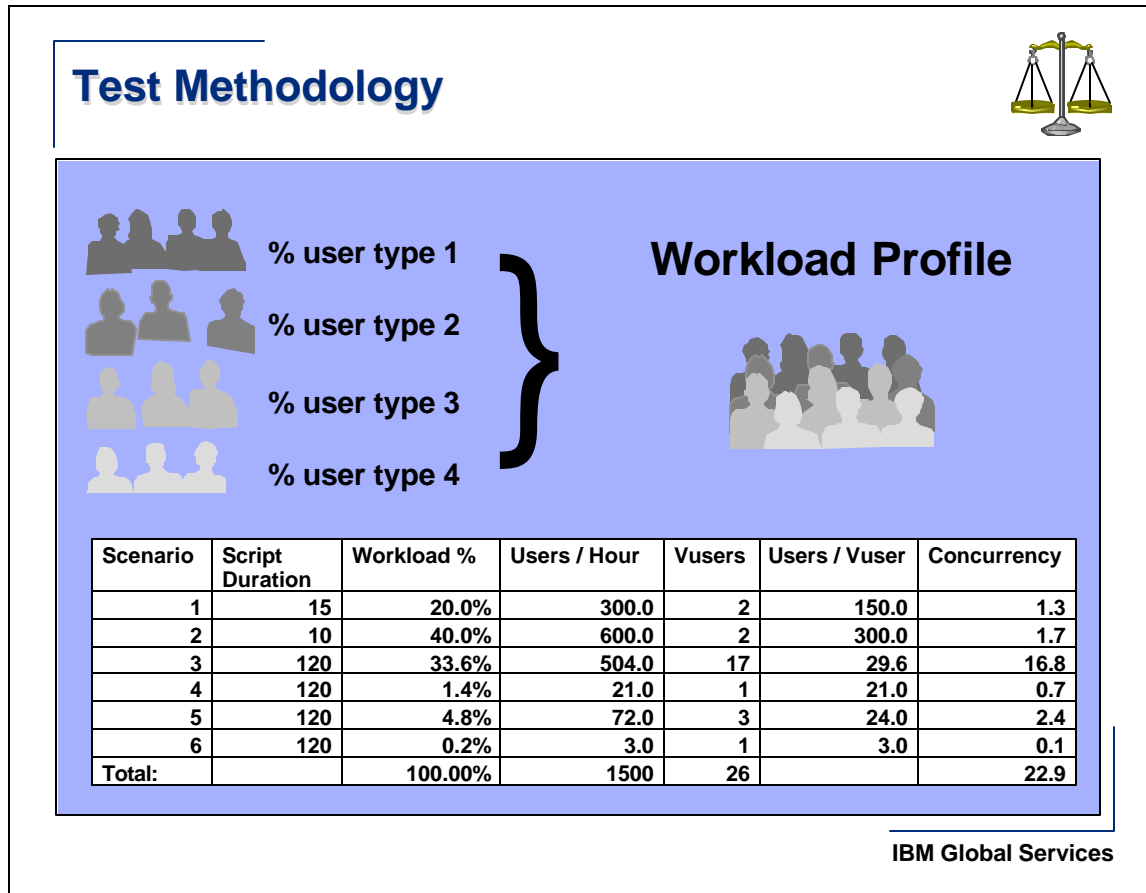 Test Methodology
% user type 1
% user type 2
% user type 3
% user type 4
}
Workload Profile
Scenario Script Duration Workload % Users / Hour Vusers Users / Vuser Concurrency
1 15 20.0% 300.0 2 150.0 1.3
2 10 40.0% 600.0 2 300.0 1.7
3 120 33.6% 504.0 17 29.6 16.8
4 120 1.4% 21.0 1 21.0 0.7
5 120 4.8% 72.0 3 24.0 2.4
6 120 0.2% 3.0 1 3.0 0.1
Total: 100.00% 1500 26 22.9
IBM Global Services